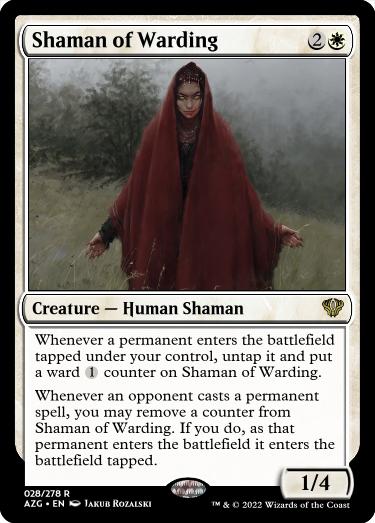 Shaman of Warding 2
Creature — Human Shaman
Whenever a permanent enters the battlefield
tapped under your control, untap it and put
a ward 1 counter on Shaman of Warding.
Whenever an opponent casts a permanent
spell, you may remove a counter from
Shaman of Warding. If you do, as that
permanent enters the battlefield it enters the
battlefield tapped.
1/4
028/278 R
AZG • EN Jakub Rozalski
™ & © 2022 Wizards of the Coast